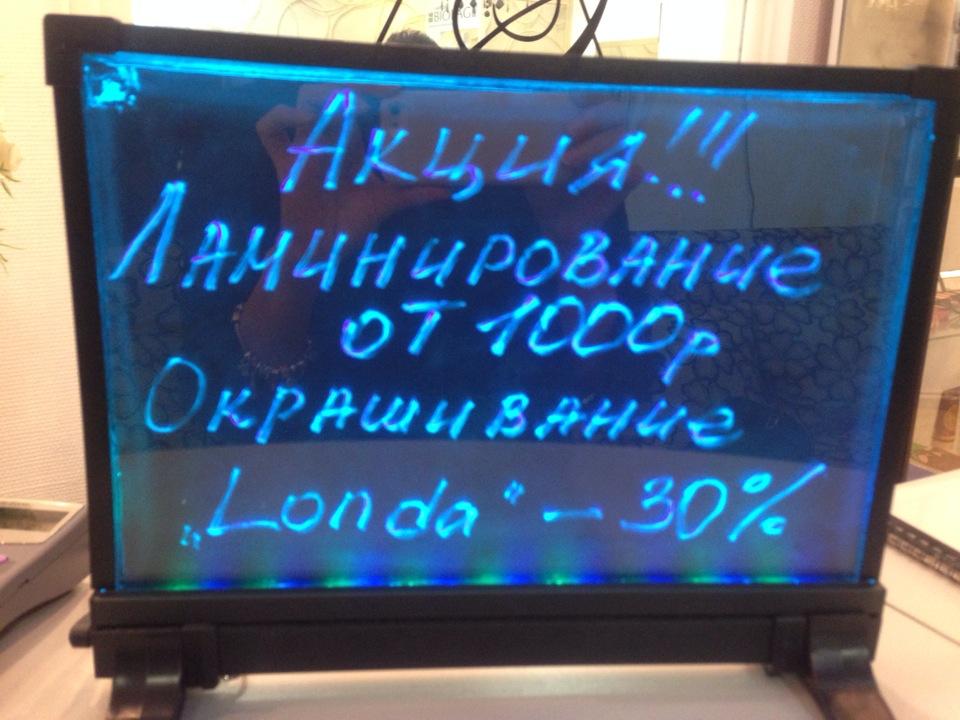 Акция!!!
Ламинирование
от 1000р
Окрашивание
„Londa“ – 30%